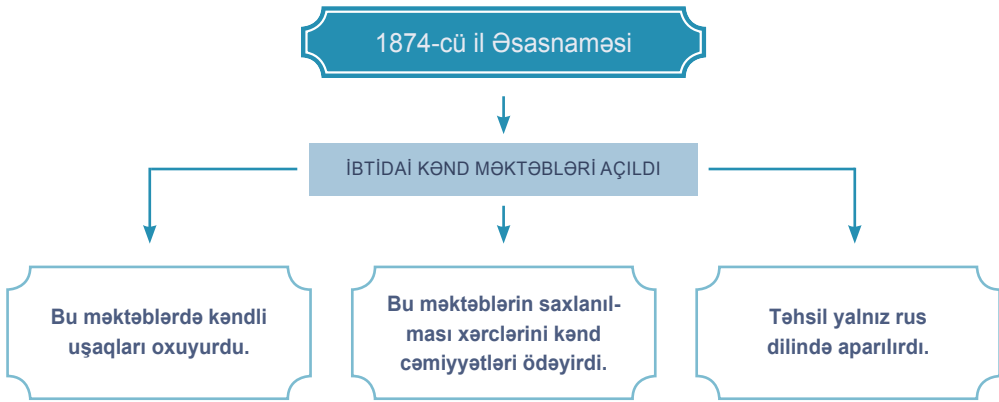 1874-cü il Əsasnaməsi
İBTİDAİ KƏND MƏKTƏBLƏRİ AÇILDI
Bu məktəblərdə kəndli
uşaqları oxuyurdu.
Bu məktəblərin saxlanıl-
ması xərclərini kənd
cəmiyyətləri ödəyirdi.
Təhsil yalnız rus
dilində aparılırdı.